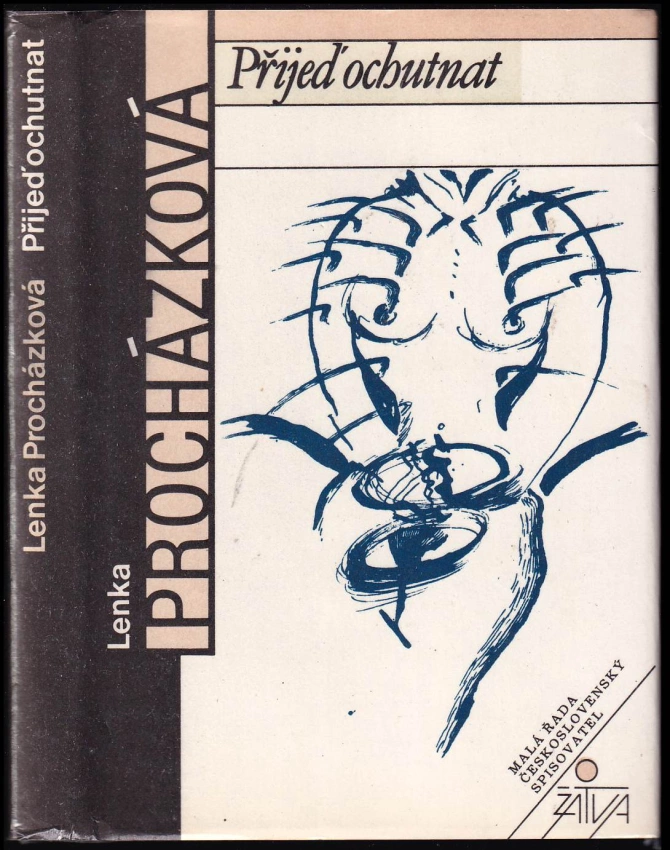 Lenka Procházková Přijeď ochutnat
Lenka
PROCHÁZKOVÁ
Přijeď ochutnat
MALÁ ŘADA
ČESKOSLOVENSKÝ
SPISOVATEL
ŽATVA